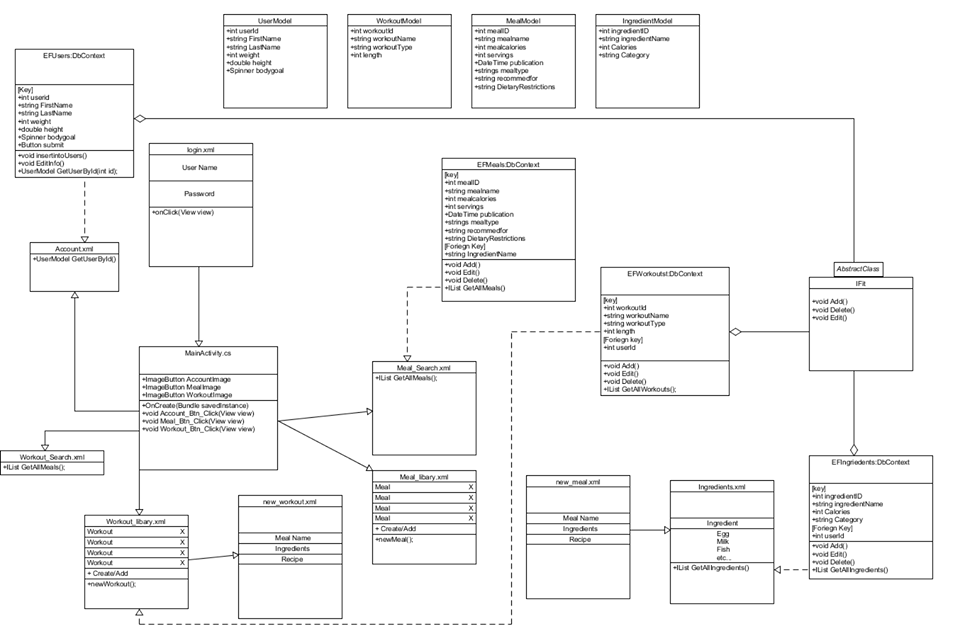 UserModel
+int userId
+string FirstName
+string LastName
+int weight
+double height
+Spinner bodygoal
WorkoutModel
+int workoutId
+string workoutName
+string workoutType
+int length
MealModel
+int mealID
+string mealname
+int mealcalories
+int servings
+DateTime publication
+strings mealtype
+string recommedfor
+string DietaryRestrictions
IngredientModel
+int ingredientID
+string ingredientName
+int Calories
+string Category
EFUsers:DbContext
[Key]
+int userid
+string FirstName
+string LastName
+int weight
+double height
+Spinner bodygoal
+Button submit
+void insertintoUsers()
+void EditInfo()
+UserModel GetUserById(int id);
login.xml
User Name
Password
+onClick(View view)
EFMeals:DbContext
[key]
+int mealID
+string mealname
+int mealcalories
+int servings
+DateTime publication
+strings mealtype
+string recommedfor
+string DietaryRestrictions
[Foriegn Key]
+string IngredientName
+void Add()
+void Edit()
+void Delete()
+IList GetAllMeals()
Account.xml
+UserModel GetUserById()
EFWorkoutst:DbContext
[key]
+int workoutId
+string workoutName
+string workoutType
+int length
[Foriegn key]
+int userId
+void Add()
+void Edit()
+void Delete()
+IList GetAllWorkouts();
AbstractClass
IFit
+void Add()
+void Delete()
+void Edit()
MainActivity.cs
+ImageButton AccountImage
+ImageButton MealImage
+ImageButton WorkoutImage
+OnCreate(Bundle savedInstance)
+void Account_Btn_Click(View view)
+void Meal_Btn_Click(View view)
+void Workout_Btn_Click(View view)
Meal_Search.xml
+IList GetAllMeals();
Workout_Search.xml
+IList GetAllMeals();
Meal_libary.xml
Meal X
Meal X
Meal X
Meal X
+ Create/Add
+newMeal();
EFIngriedents:DbContext
[key]
+int ingredientID
+string ingredientName
+int Calories
+string Category
[Foriegn Key]
+int userId
+void Add()
+void Edit()
+void Delete()
+IList GetAllIngredients()
new_meal.xml
Meal Name
Ingredients
Recipe
Ingredients.xml
Ingredient
Egg
Milk
Fish
etc...
+IList GetAllIngredients()
new_workout.xml
Meal Name
Ingredients
Recipe
Workout_libary.xml
Workout X
Workout X
Workout X
Workout X
+ Create/Add
+newWorkout();